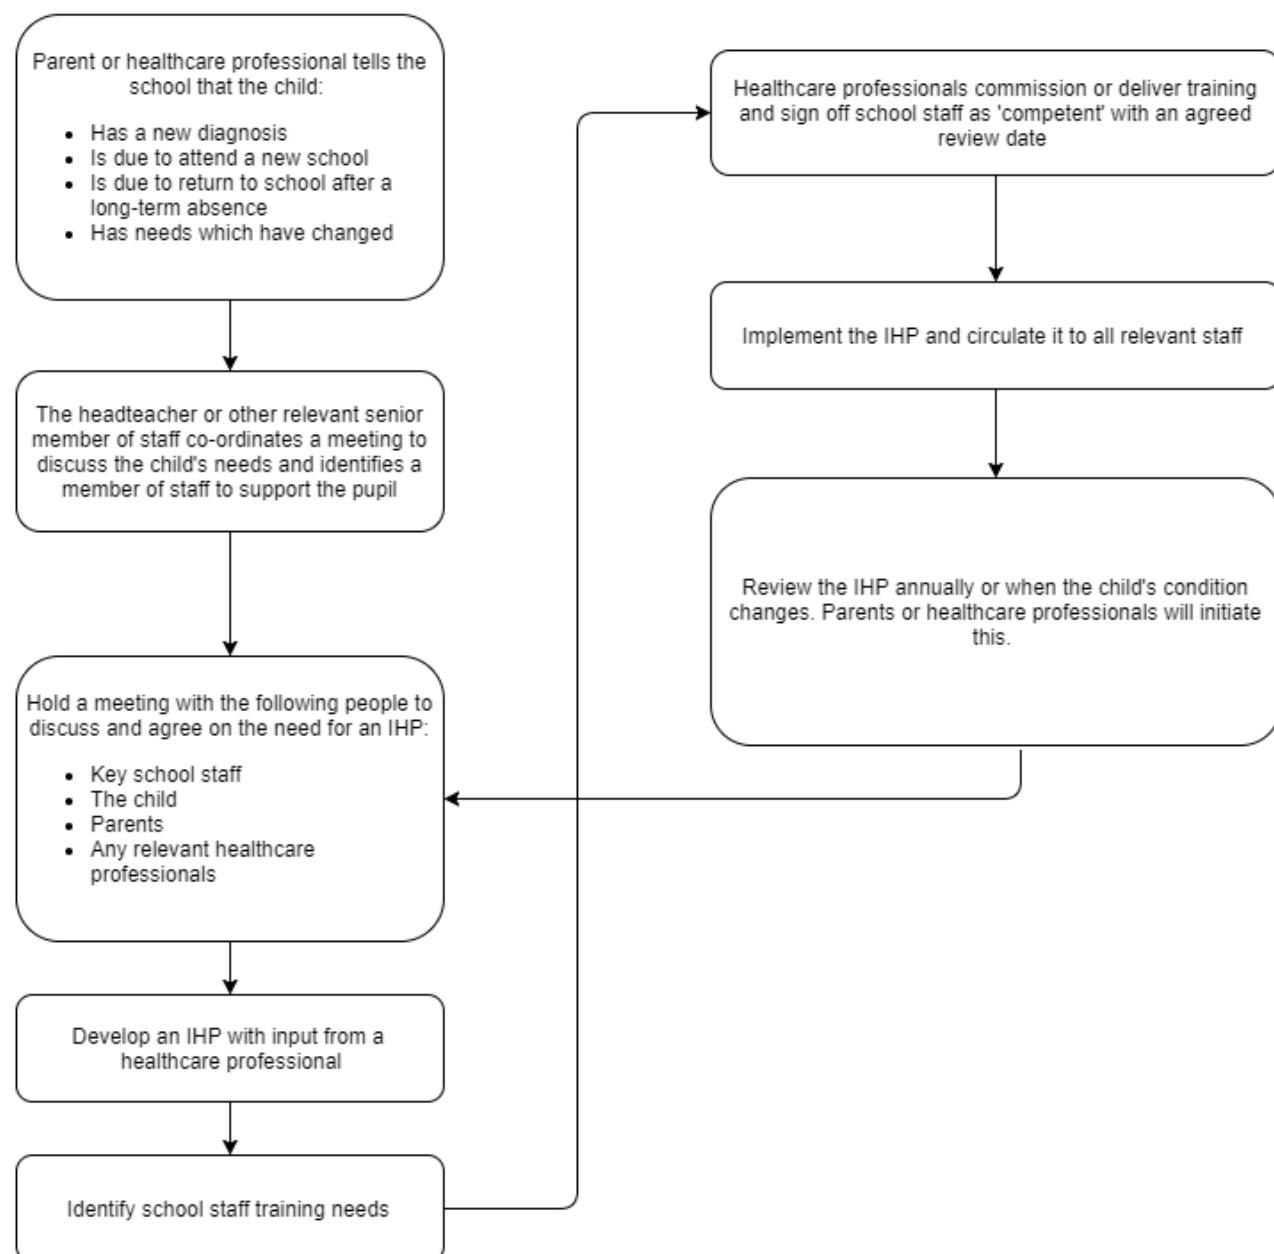 Parent or healthcare professional tells the
school that the child:
• Has a new diagnosis
• Is due to attend a new school
• Is due to return to school after a
long-term absence
• Has needs which have changed
The headteacher or other relevant senior
member of staff co-ordinates a meeting to
discuss the child's needs and identifies a
member of staff to support the pupil
Hold a meeting with the following people to
discuss and agree on the need for an IHP:
• Key school staff
• The child
• Parents
• Any relevant healthcare
professionals
Develop an IHP with input from a
healthcare professional
Identify school staff training needs
Healthcare professionals commission or deliver training
and sign off school staff as 'competent' with an agreed
review date
Implement the IHP and circulate it to all relevant staff
Review the IHP annually or when the child's condition
changes. Parents or healthcare professionals will initiate
this.